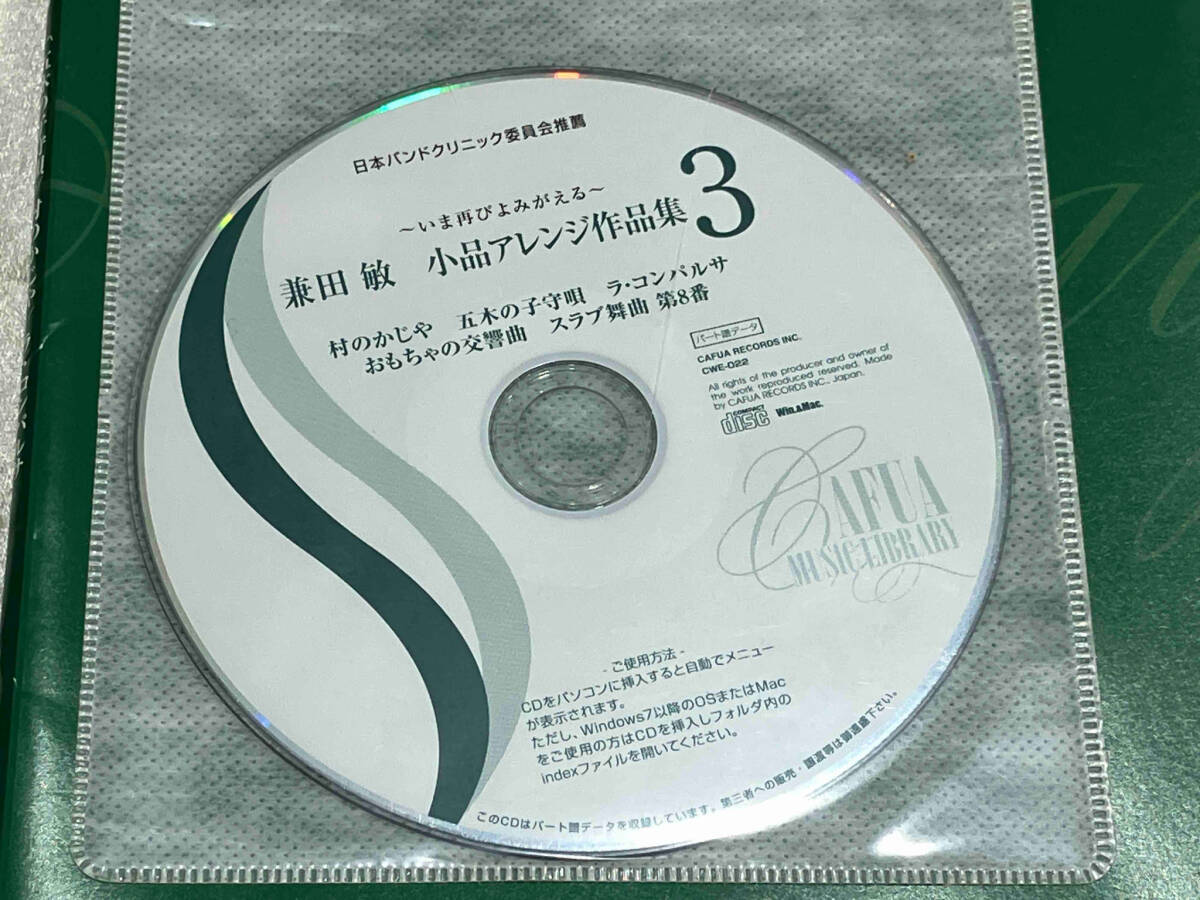 日本バンドクリニック委員会推薦
～いま再びよみがえる～
兼田 敏 小品アレンジ作品集3
村のかじや 五木の子守唄 ラ・コンパルサ
おもちゃの交響曲 スラブ舞曲 第8番
パート譜データ
CAFUA RECORDS INC.
CWE-022
All rights of the producer and owner of
the work reproduced reserved. Made
by CAFUA RECORDS INC., Japan.
COMPACT
disc Win.&Mac.
CAFUA
MUSIC LIBRARY
- ご使用方法 -
CDをパソコンに挿入すると自動でメニュー
が表示されます。
ただし、Windows7以降のOSまたはMac
をご使用の方はCDを挿入しフォルダ内の
indexファイルを開いてください。
このCDはパート譜データを収録しています。第三者への販売・譲渡等は御遠慮下さい。